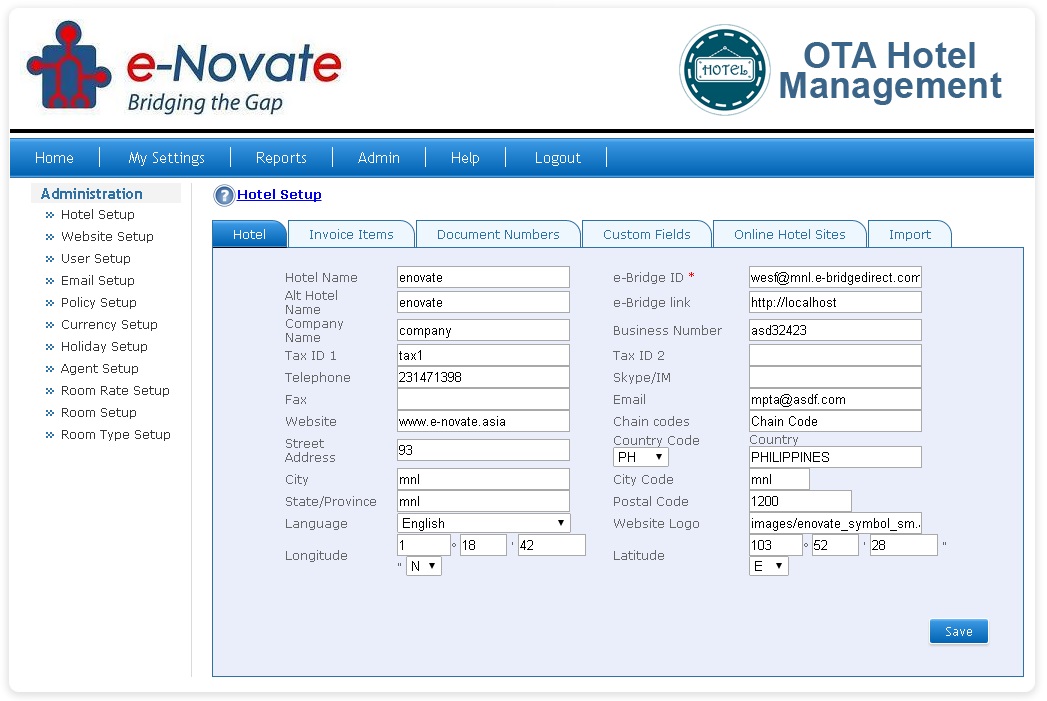 e-Novate
Bridging the Gap
HOTEL
OTA Hotel
Management
Home My Settings Reports Admin Help Logout
Administration
Hotel Setup
Website Setup
User Setup
Email Setup
Policy Setup
Currency Setup
Holiday Setup
Agent Setup
Room Rate Setup
Room Setup
Room Type Setup
? Hotel Setup
Hotel Invoice Items Document Numbers Custom Fields Online Hotel Sites Import
Hotel Name enovate e-Bridge ID * wesf@mnl.e-bridgedirect.com
Alt Hotel
Name enovate e-Bridge link http://localhost
Company
Name company Business Number asd32423
Tax ID 1 tax1 Tax ID 2
Telephone 231471398 Skype/IM
Fax Email mpta@asdf.com
Website www.e-novate.asia Chain codes Chain Code
Street
Address 93 Country Code Country
PH PHILIPPINES
City mnl City Code mnl
State/Province mnl Postal Code 1200
Language English Website Logo images/enovate_symbol_sm.
Longitude 1 ° 18 ' 42 " N Latitude 103 ° 52 ' 28 " E
Save